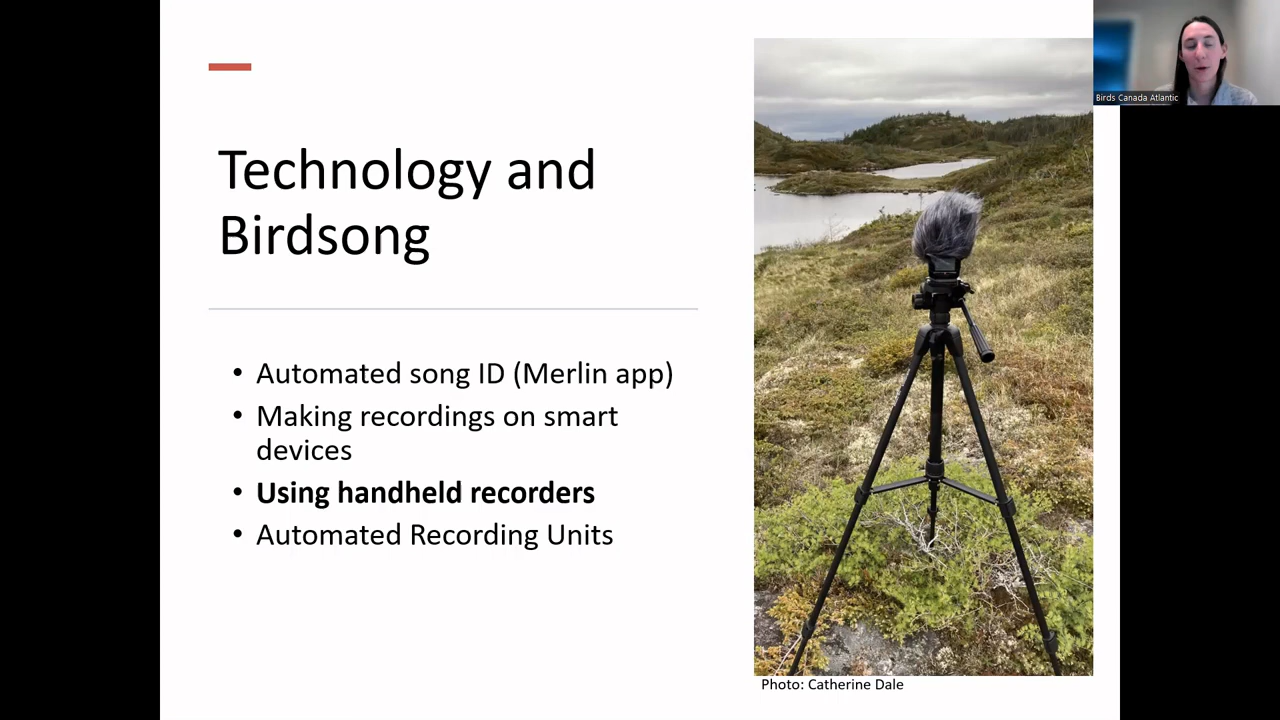 Technology and
Birdsong
• Automated song ID (Merlin app)
• Making recordings on smart
devices
• Using handheld recorders
• Automated Recording Units
Photo: Catherine Dale
Birds Canada Atlantic